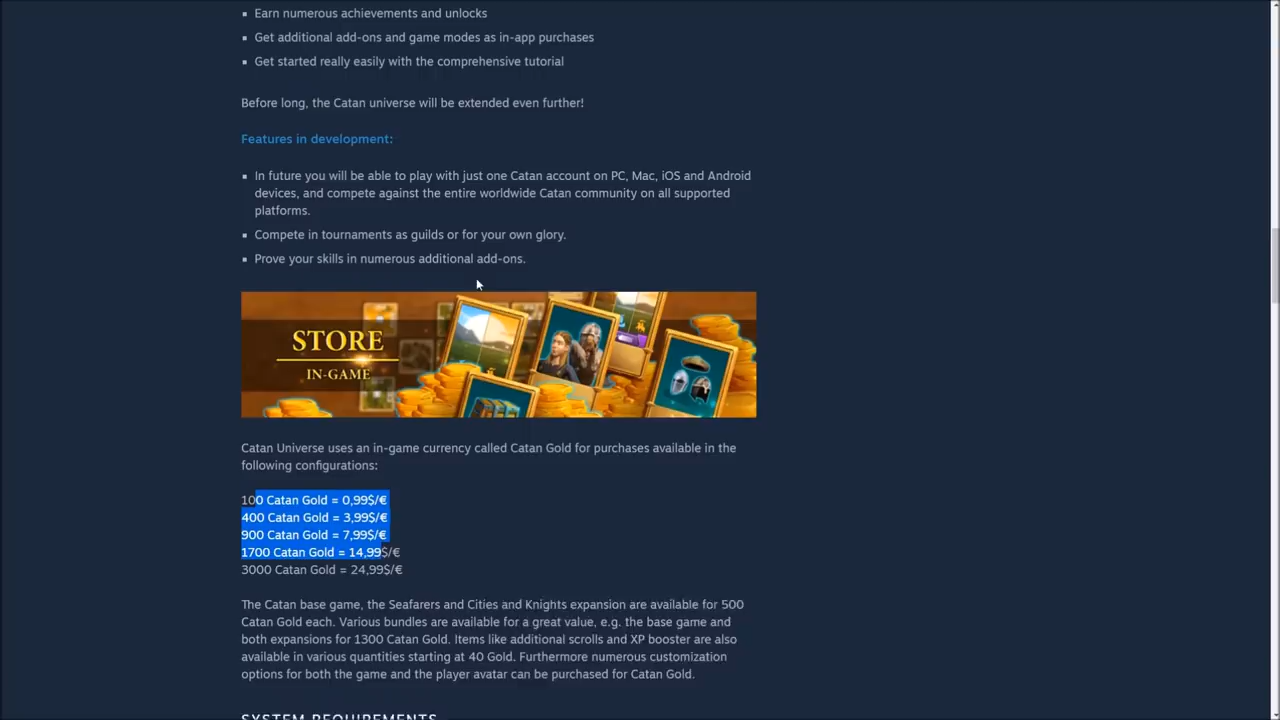 Earn numerous achievements and unlocks
Get additional add-ons and game modes as in-app purchases
Get started really easily with the comprehensive tutorial
Before long, the Catan universe will be extended even further!
Features in development:
In future you will be able to play with just one Catan account on PC, Mac, iOS and Android
devices, and compete against the entire worldwide Catan community on all supported
platforms.
Compete in tournaments as guilds or for your own glory.
Prove your skills in numerous additional add-ons.
STORE
IN-GAME
Catan Universe uses an in-game currency called Catan Gold for purchases available in the
following configurations:
100 Catan Gold = 0,99$/€
400 Catan Gold = 3,99$/€
900 Catan Gold = 7,99$/€
1700 Catan Gold = 14,99$/€
3000 Catan Gold = 24,99$/€
The Catan base game, the Seafarers and Cities and Knights expansion are available for 500
Catan Gold each. Various bundles are available for a great value, e.g. the base game and
both expansions for 1300 Catan Gold. Items like additional scrolls and XP booster are also
available in various quantities starting at 40 Gold. Furthermore numerous customization
options for both the game and the player avatar can be purchased for Catan Gold.
SYSTEM REQUIREMENTS